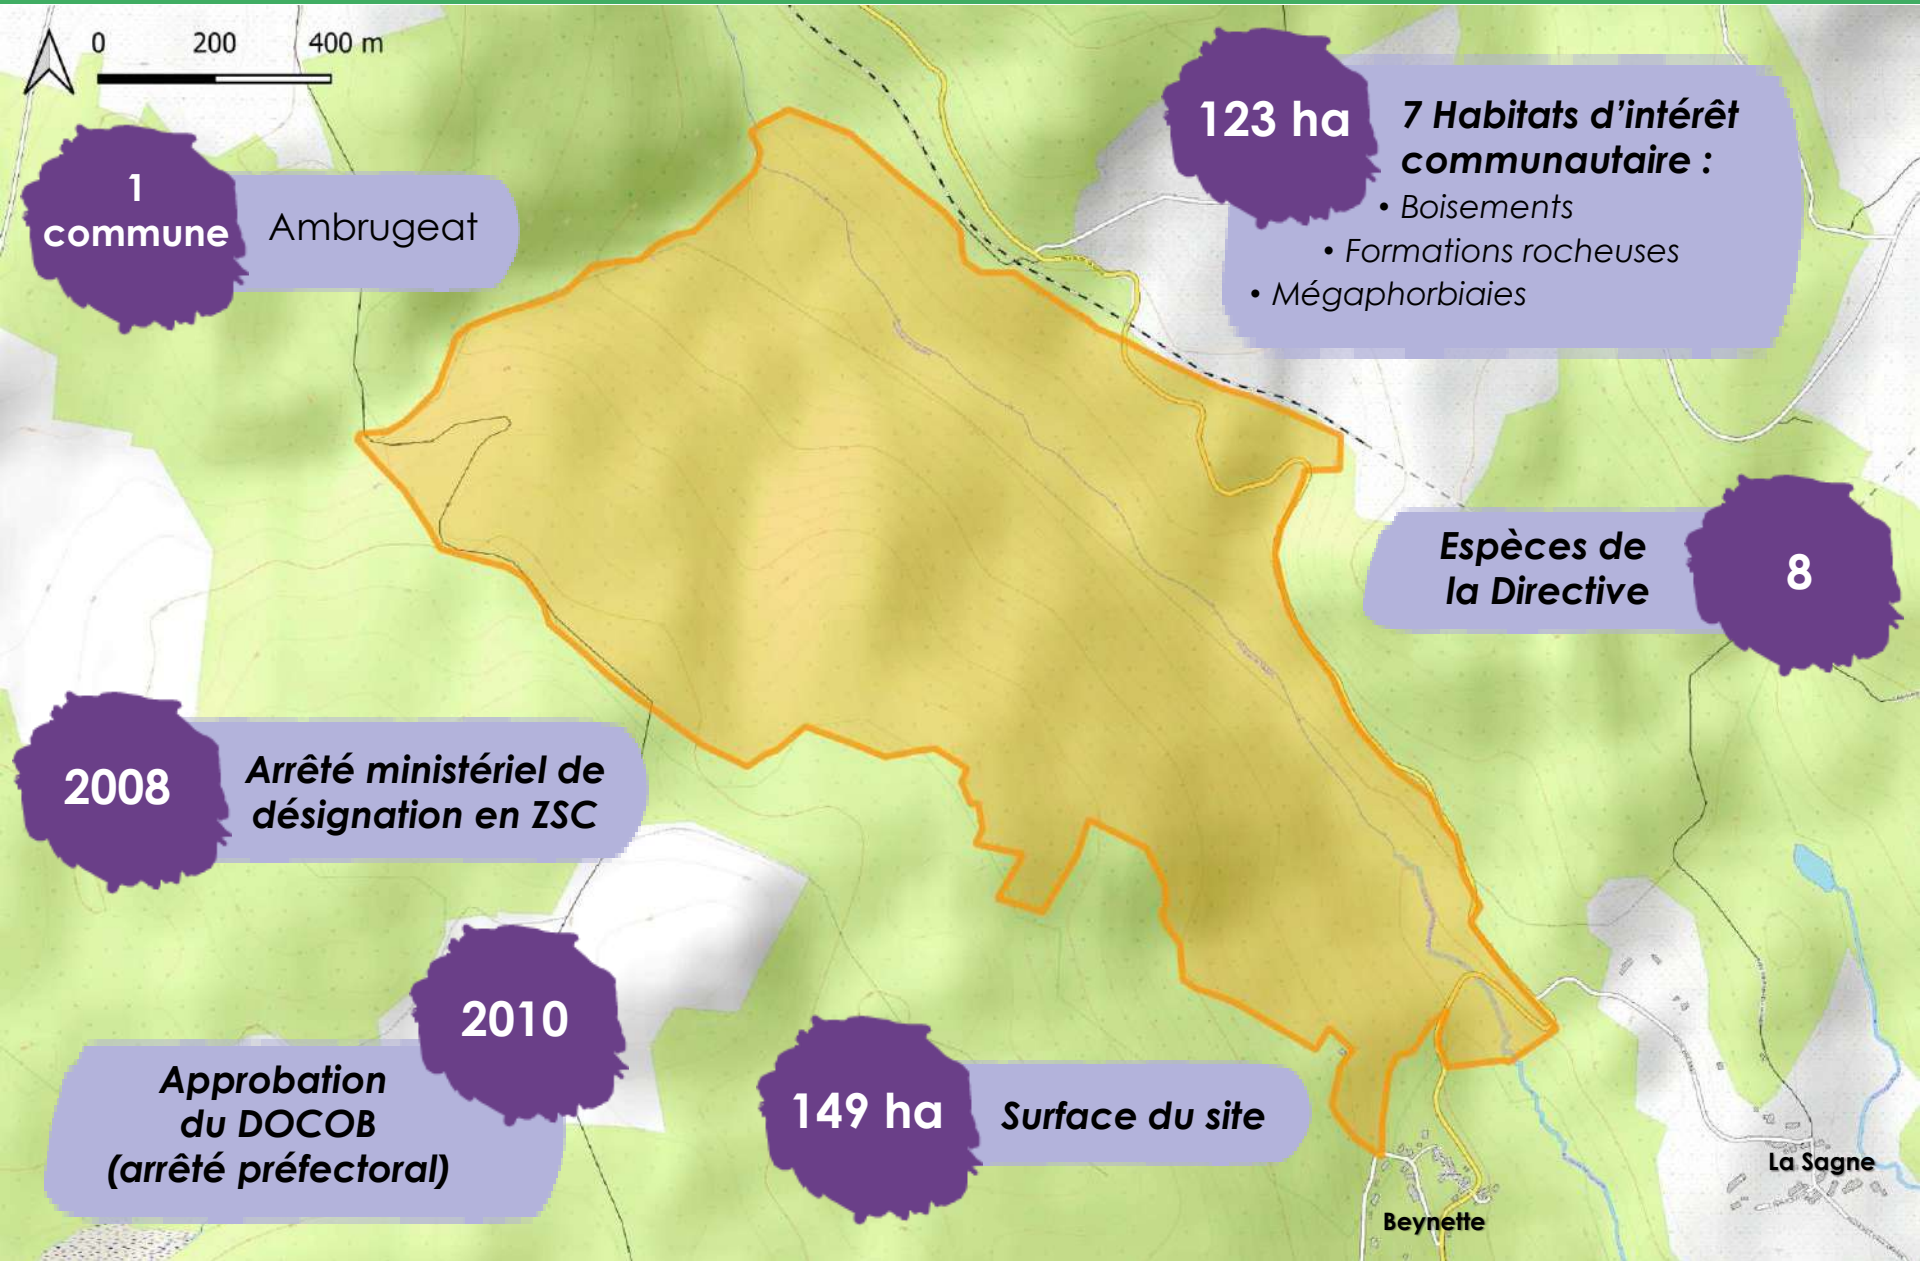 0 200 400 m
1
commune
Ambrugeat
123 ha
7 Habitats d'intérêt
communautaire :
• Boisements
• Formations rocheuses
• Mégaphorbiaies
Espèces de
la Directive
8
2008
Arrêté ministériel de
désignation en ZSC
2010
Approbation
du DOCOB
(arrêté préfectoral)
149 ha
Surface du site
La Sagne
Beynette